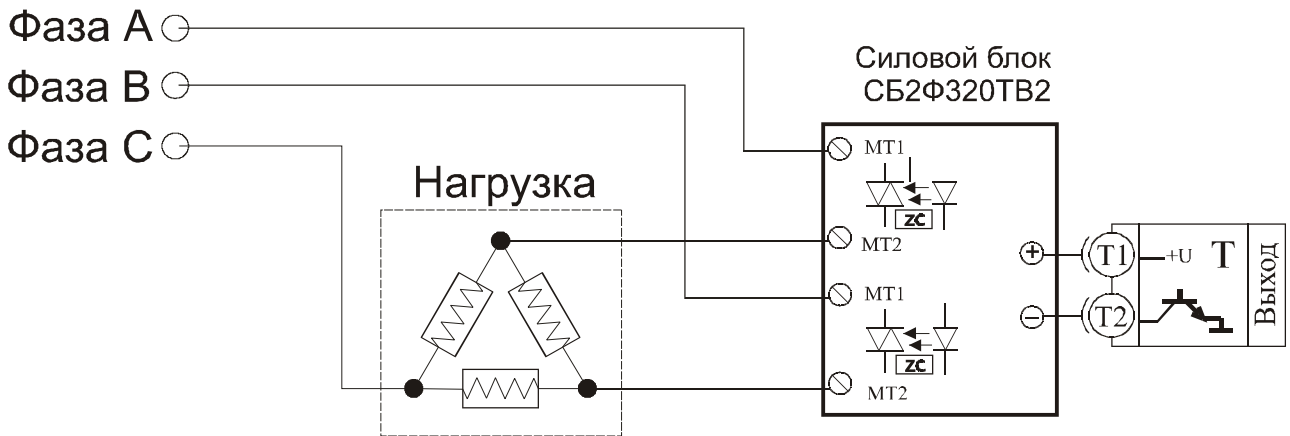 Фаза A
Фаза B
Фаза C
Силовой блок
СБ2Ф320ТВ2
Нагрузка
MT1
zc
MT2
MT1
zc
MT2
+
−
T1
+U
T
T2
Выход